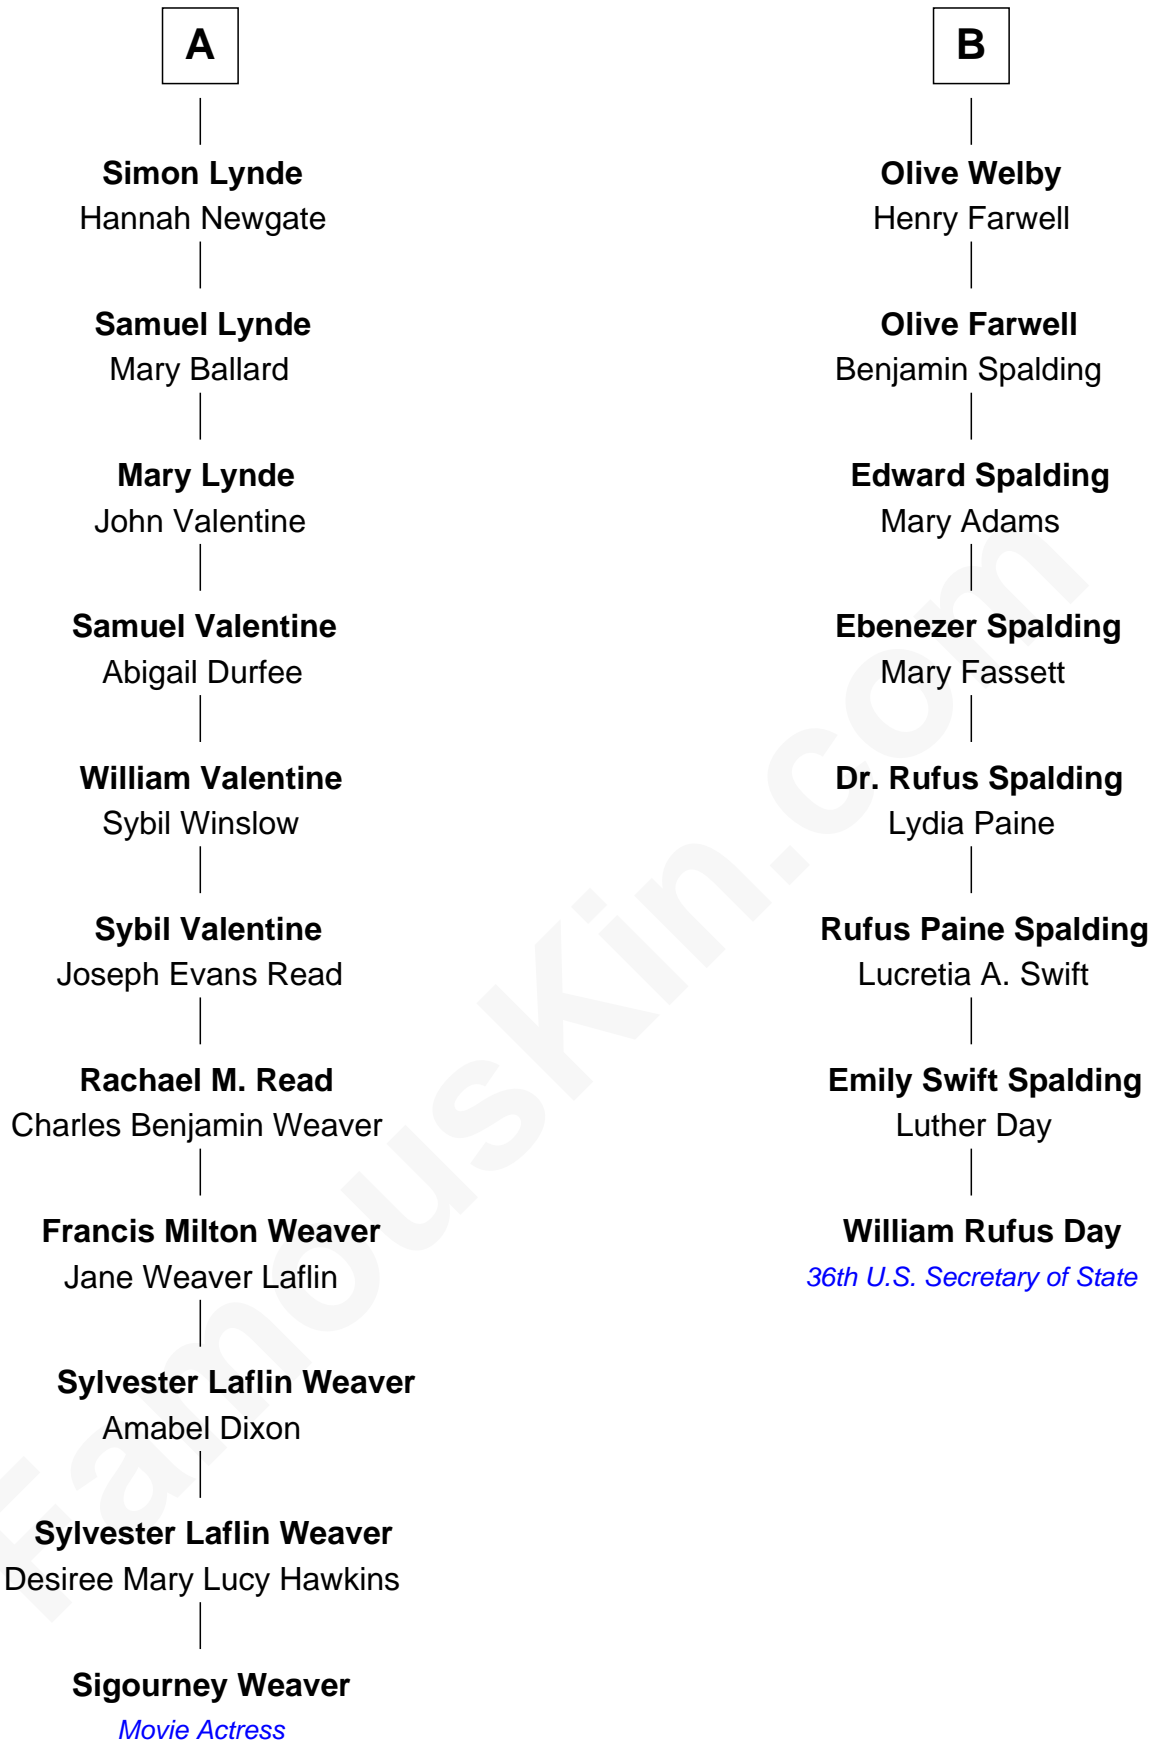 A
Simon Lynde
Hannah Newgate
Samuel Lynde
Mary Ballard
Mary Lynde
John Valentine
Samuel Valentine
Abigail Durfee
William Valentine
Sybil Winslow
Sybil Valentine
Joseph Evans Read
Rachael M. Read
Charles Benjamin Weaver
Francis Milton Weaver
Jane Weaver Laflin
Sylvester Laflin Weaver
Amabel Dixon
Sylvester Laflin Weaver
Desiree Mary Lucy Hawkins
Sigourney Weaver
Movie Actress
B
Olive Welby
Henry Farwell
Olive Farwell
Benjamin Spalding
Edward Spalding
Mary Adams
Ebenezer Spalding
Mary Fassett
Dr. Rufus Spalding
Lydia Paine
Rufus Paine Spalding
Lucretia A. Swift
Emily Swift Spalding
Luther Day
William Rufus Day
36th U.S. Secretary of State
FamousKin.com